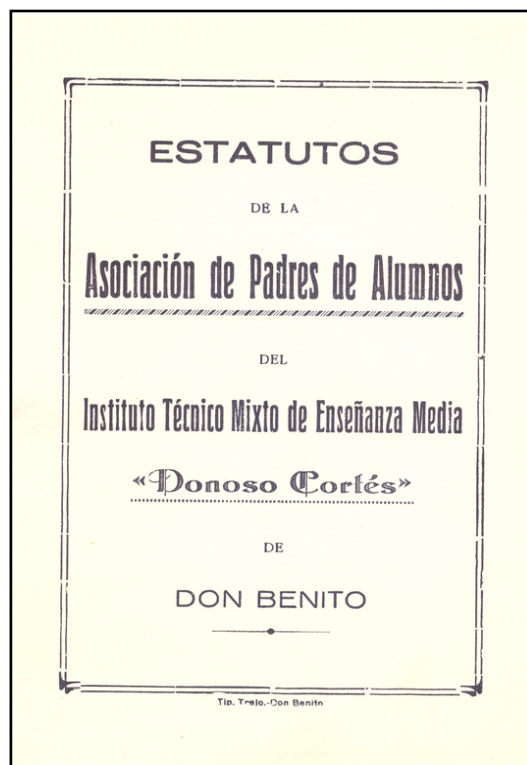 ESTATUTOS
DE LA
Asociación de Padres de Alumnos
DEL
Instituto Técnico Mixto de Enseñanza Media
«Donoso Cortés»
DE
DON BENITO
Tip. Trejo.-Don Benito